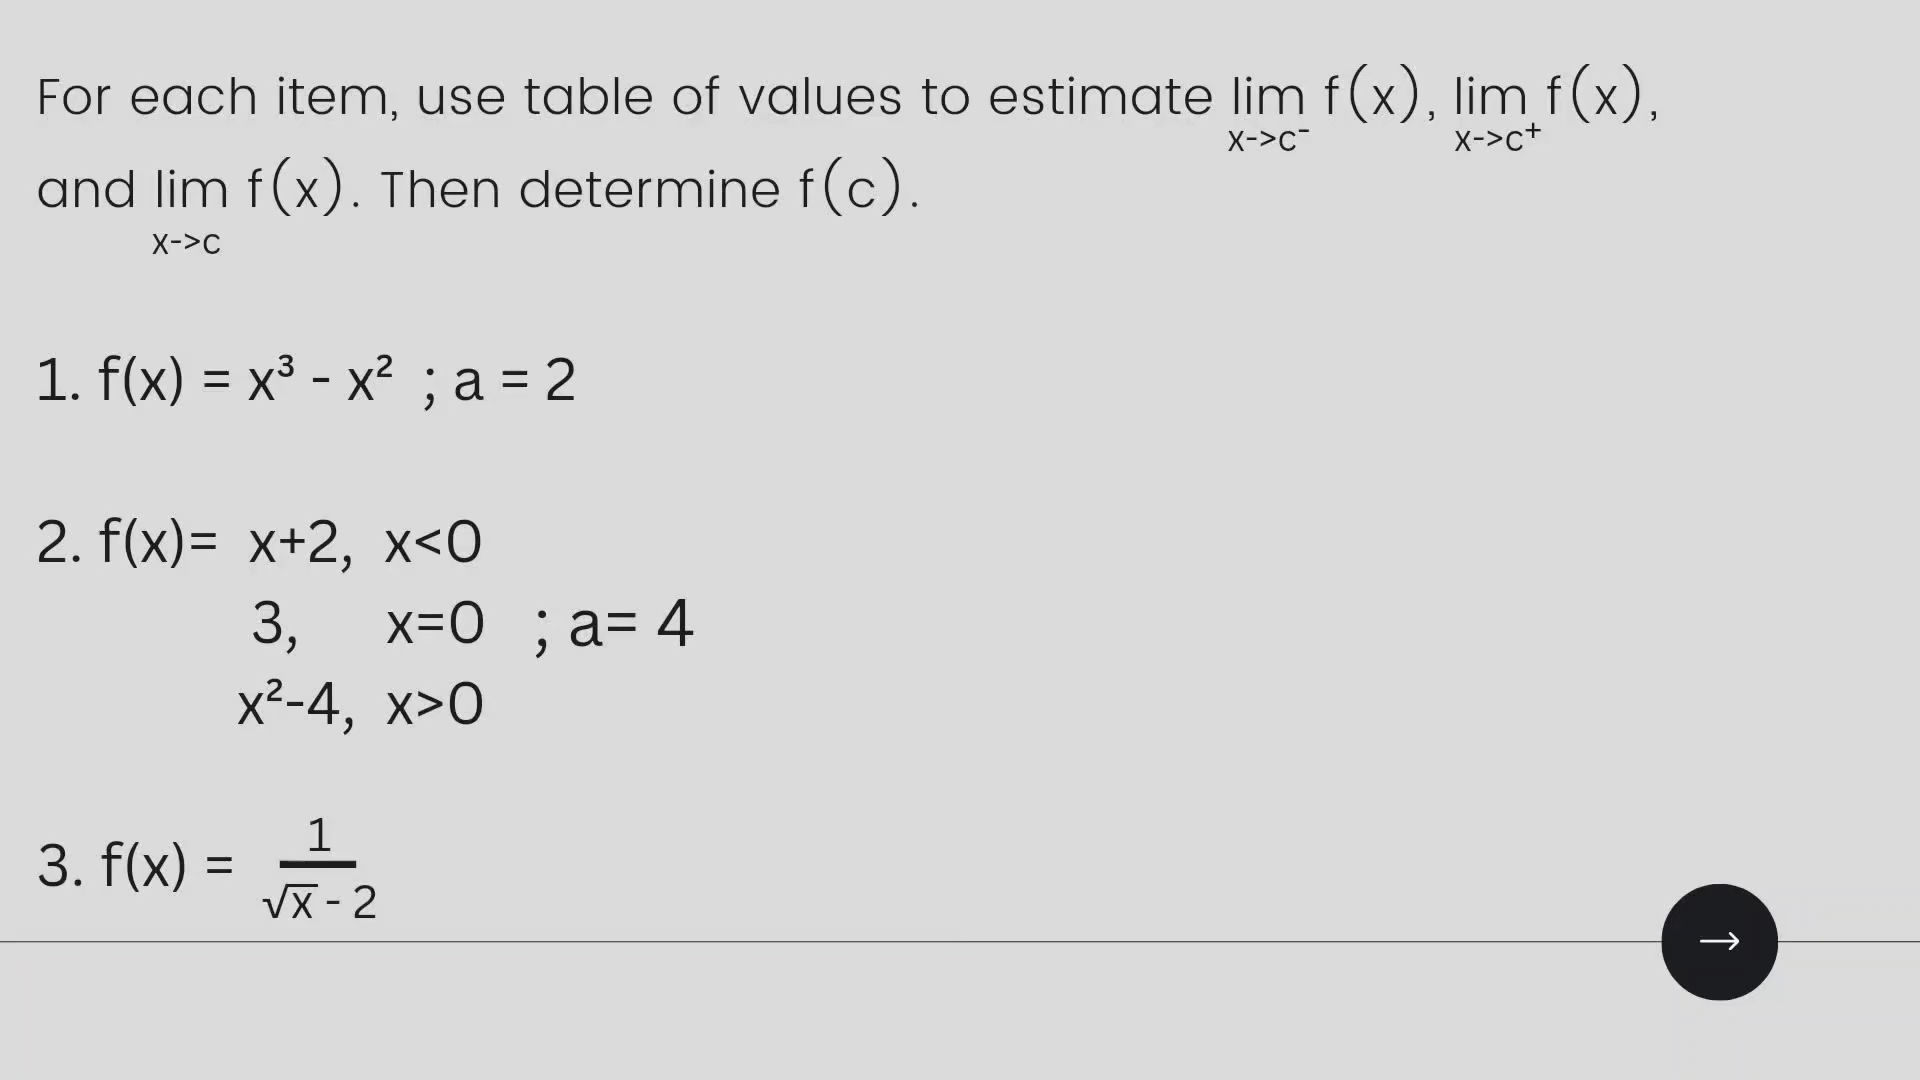 For each item, use table of values to estimate lim f(x), lim f(x),
x->c⁻ x->c⁺
and lim f(x). Then determine f(c).
x->c
1. f(x) = x³ - x² ; a = 2
2. f(x)= x+2, x<0
3, x=0 ; a= 4
x²-4, x>0
3. f(x) = 1
√x - 2